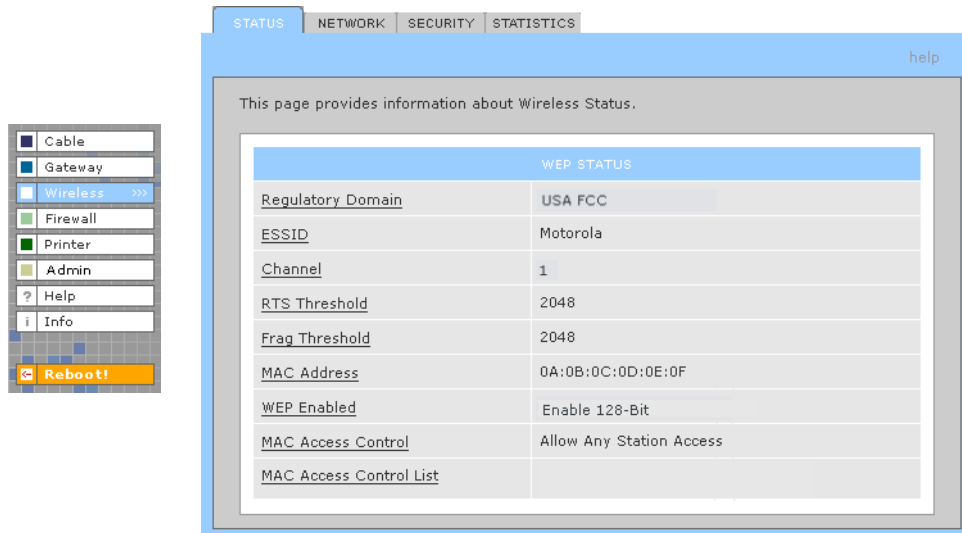 STATUS NETWORK SECURITY STATISTICS
help
This page provides information about Wireless Status.
Cable
Gateway
Wireless >>>
Firewall
Printer
Admin
? Help
i Info
Reboot!
WEP STATUS
Regulatory Domain USA FCC
ESSID Motorola
Channel 1
RTS Threshold 2048
Frag Threshold 2048
MAC Address 0A:0B:0C:0D:0E:0F
WEP Enabled Enable 128-Bit
MAC Access Control Allow Any Station Access
MAC Access Control List